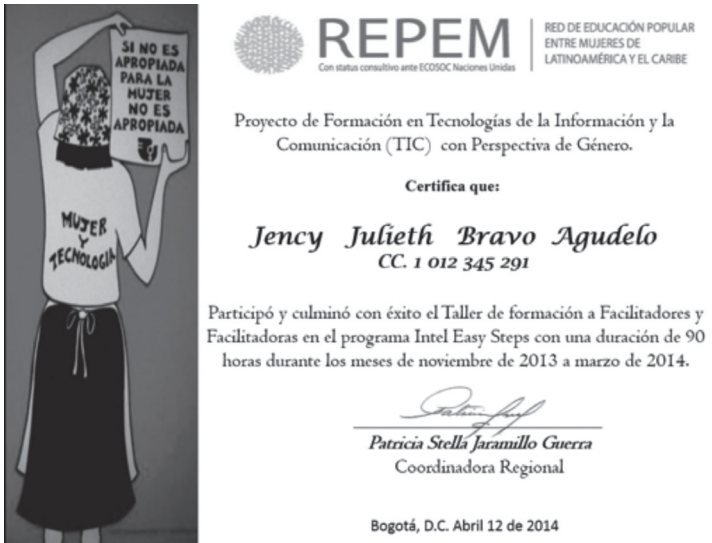 SI NO ES
APROPIADA
PARA LA
MUJER
NO ES
APROPIADA
MUJER
Y
TECNOLOGIA
REPEM
Con status consultivo ante ECOSOC Naciones Unidas
RED DE EDUCACIÓN POPULAR
ENTRE MUJERES DE
LATINOAMÉRICA Y EL CARIBE
Proyecto de Formación en Tecnologías de la Información y la
Comunicación (TIC) con Perspectiva de Género.
Certifica que:
Jency Julieth Bravo Agudelo
CC. 1 012 345 291
Participó y culminó con éxito el Taller de formación a Facilitadores y
Facilitadoras en el programa Intel Easy Steps con una duración de 90
horas durante los meses de noviembre de 2013 a marzo de 2014.
Patricia Stella Jaramillo Guerra
Coordinadora Regional
Bogotá, D.C. Abril 12 de 2014